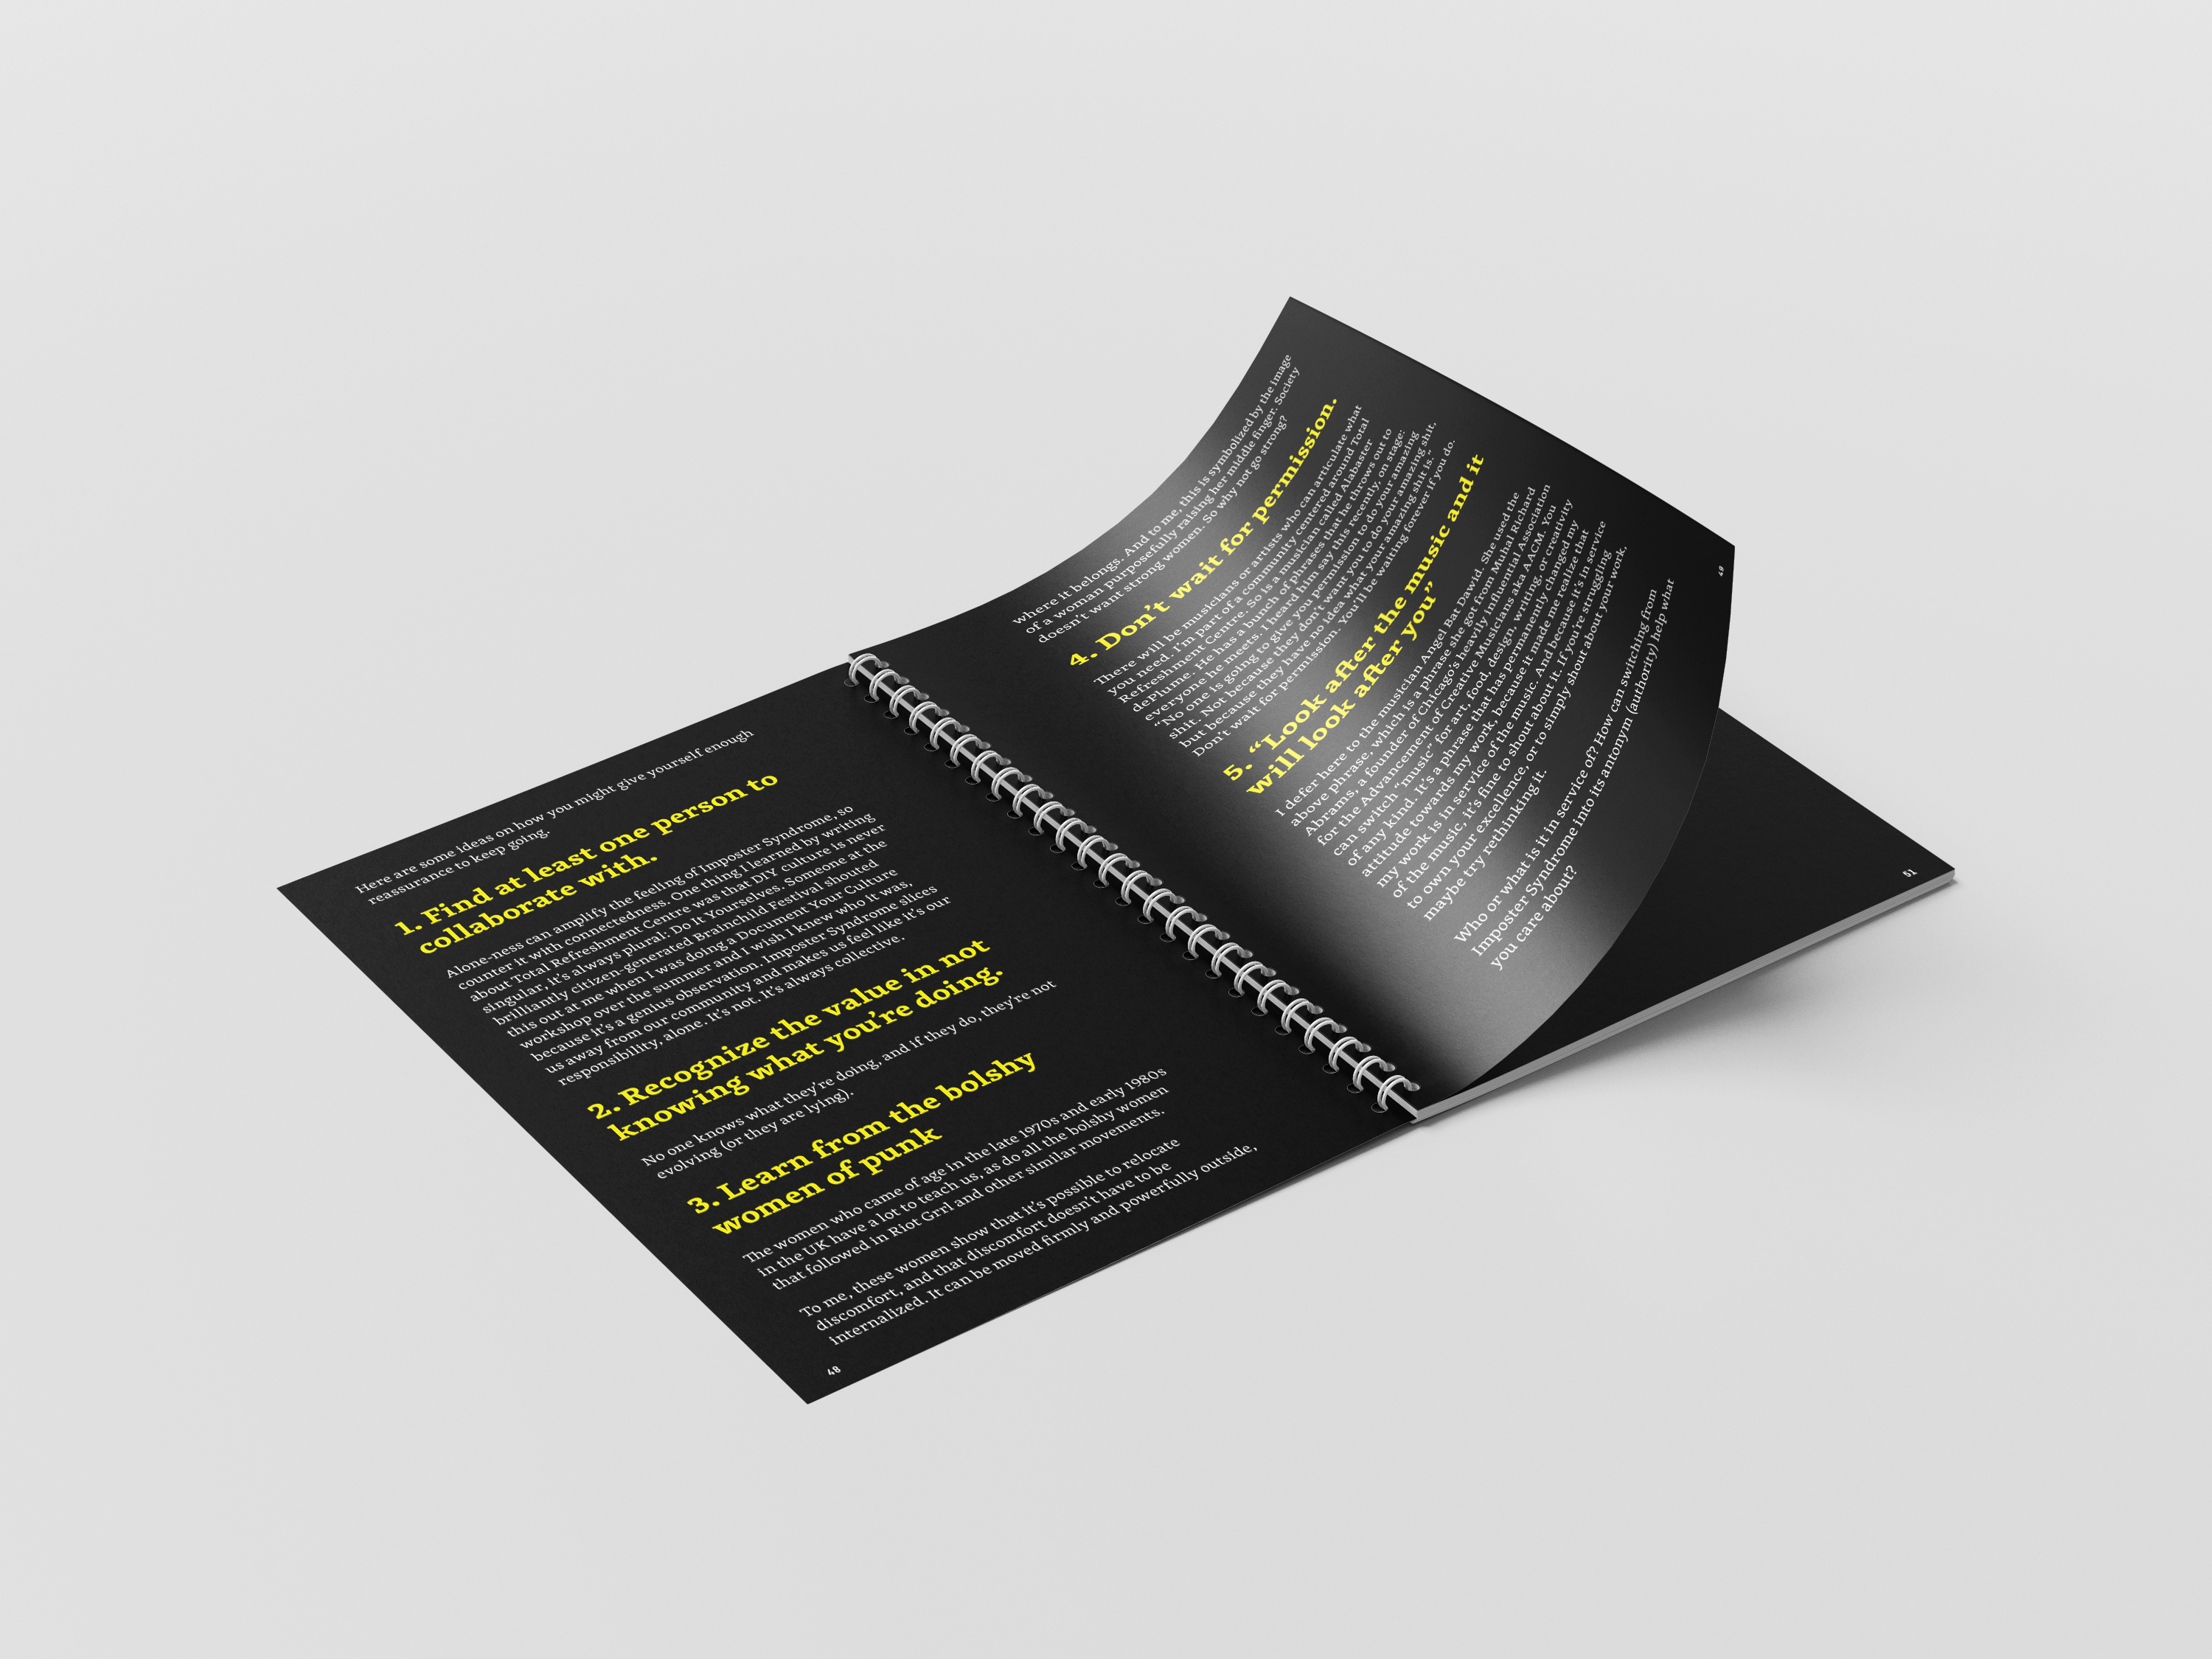 Here are some ideas on how you might give yourself enough
reassurance to keep going.
1. Find at least one person to
collaborate with.
Alone-ness can amplify the feeling of Imposter Syndrome, so
counter it with connectedness. One thing I learned by writing
about Total Refreshment Centre was that DIY culture is never
singular, it's always plural: Do It Yourselves. Someone at the
brilliantly citizen-generated Brainchild Festival shouted
this out at me when I was doing a Document Your Culture
workshop over the summer and I wish I knew who it was,
because it's a genius observation. Imposter Syndrome slices
us away from our community and makes us feel like it's our
responsibility, alone. It's not. It's always collective.
2. Recognize the value in not
knowing what you're doing.
No one knows what they're doing, and if they do, they're not
evolving (or they are lying).
3. Learn from the bolshy
women of punk
The women who came of age in the late 1970s and early 1980s
in the UK have a lot to teach us, as do all the bolshy women
that followed in Riot Grrl and other similar movements.
To me, these women show that it's possible to relocate
discomfort, and that discomfort doesn't have to be
internalized. It can be moved firmly and powerfully outside,
48
where it belongs. And to me, this is symbolized by the image
of a woman purposefully raising her middle finger. Society
doesn't want strong women. So why not go strong?
4. Don't wait for permission.
There will be musicians or artists who can articulate what
you need. I'm part of a community centered around Total
Refreshment Centre. So is a musician called Alabaster
dePlume. He has a bunch of phrases that he throws out to
everyone he meets. I heard him say this recently, on stage:
"No one is going to give you permission to do your amazing
shit. Not because they don't want you to do your amazing shit,
but because they have no idea what your amazing shit is."
Don't wait for permission. You'll be waiting forever if you do.
5. "Look after the music and it
will look after you"
I defer here to the musician Angel Bat Dawid. She used the
above phrase, which is a phrase she got from Muhal Richard
Abrams, a founder of Chicago's heavily influential Association
for the Advancement of Creative Musicians aka AACM. You
can switch "music" for art, food, design, writing, or creativity
of any kind. It's a phrase that has permanently changed my
attitude towards my work, because it made me realize that
my work is in service of the music. And because it's in service
of the music, it's fine to shout about it. If you're struggling
to own your excellence, or to simply shout about your work,
maybe try rethinking it.
Who or what is it in service of? How can switching from
Imposter Syndrome into its antonym (authority) help what
you care about?
49
51